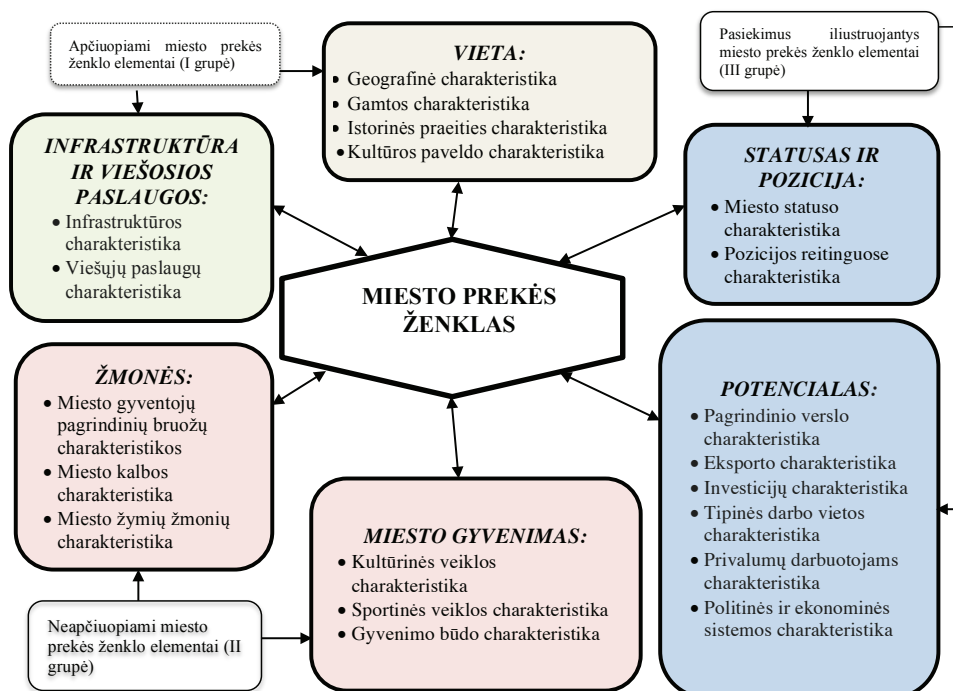 Apčiuopiami miesto prekės
ženklo elementai (I grupė)
VIETA:
• Geografinė charakteristika
• Gamtos charakteristika
• Istorinės praeities charakteristika
• Kultūros paveldo charakteristika
Pasiekimus iliustruojantys
miesto prekės ženklo elementai
(III grupė)
INFRASTRUKTŪRA
IR VIEŠOSIOS
PASLAUGOS:
• Infrastruktūros
charakteristika
• Viešųjų paslaugų
charakteristika
STATUSAS IR
POZICIJA:
• Miesto statuso
charakteristika
• Pozicijos reitinguose
charakteristika
MIESTO PREKĖS
ŽENKLAS
ŽMONĖS:
• Miesto gyventojų
pagrindinių bruožų
charakteristikos
• Miesto kalbos
charakteristika
• Miesto žymių žmonių
charakteristika
POTENCIALAS:
• Pagrindinio verslo
charakteristika
• Eksporto charakteristika
• Investicijų charakteristika
• Tipinės darbo vietos
charakteristika
• Privalumų darbuotojams
charakteristika
• Politinės ir ekonominės
sistemos charakteristika
MIESTO GYVENIMAS:
• Kultūrinės veiklos
charakteristika
• Sportinės veiklos charakteristika
• Gyvenimo būdo charakteristika
Neapčiuopiami miesto
prekės ženklo elementai (II
grupė)